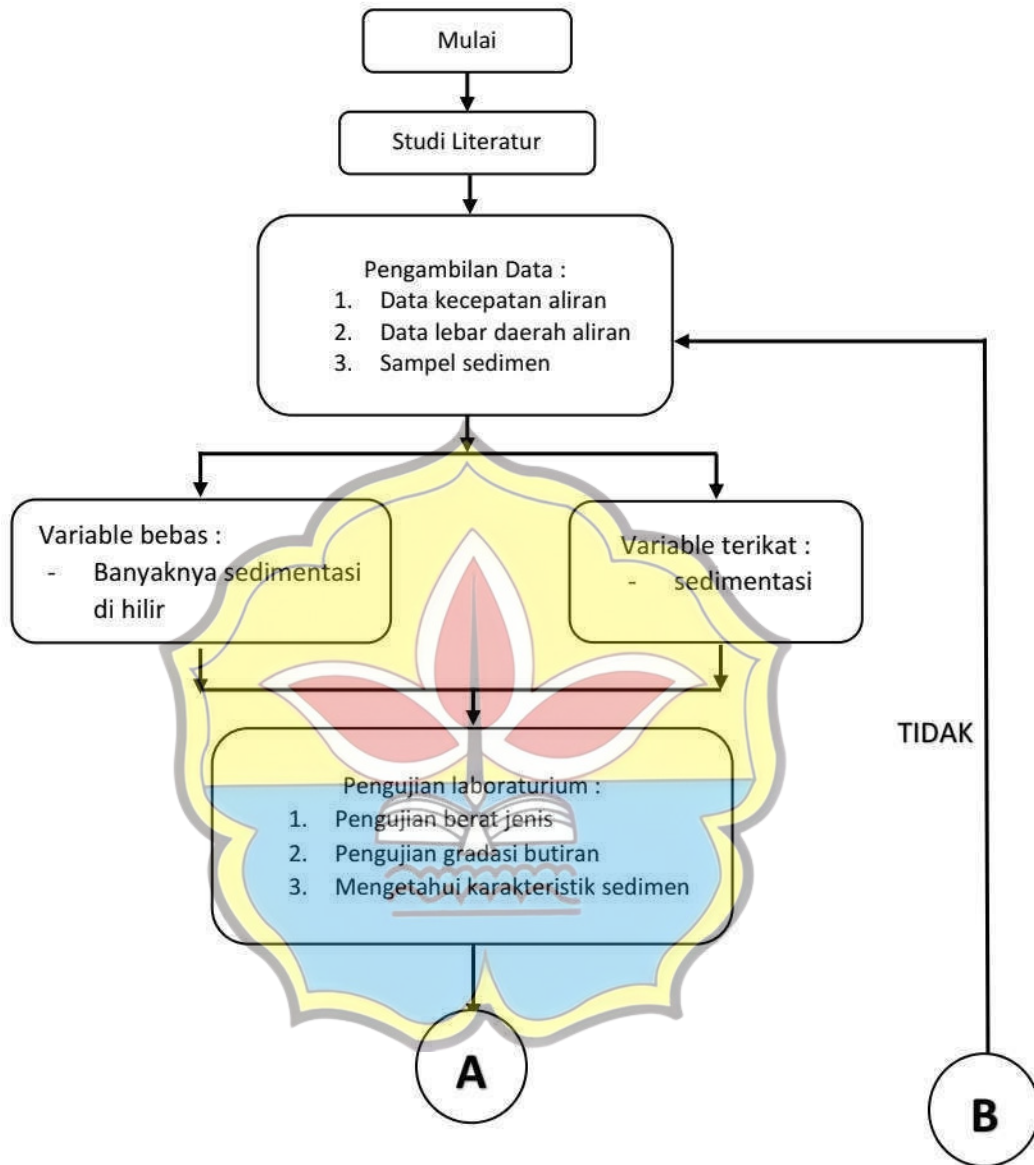 Mulai
Studi Literatur
Pengambilan Data :
1. Data kecepatan aliran
2. Data lebar daerah aliran
3. Sampel sedimen
Variable bebas :
- Banyaknya sedimentasi
di hilir
Variable terikat :
- sedimentasi
TIDAK
Pengujian laboraturium :
1. Pengujian berat jenis
2. Pengujian gradasi butiran
3. Mengetahui karakteristik sedimen
A
B